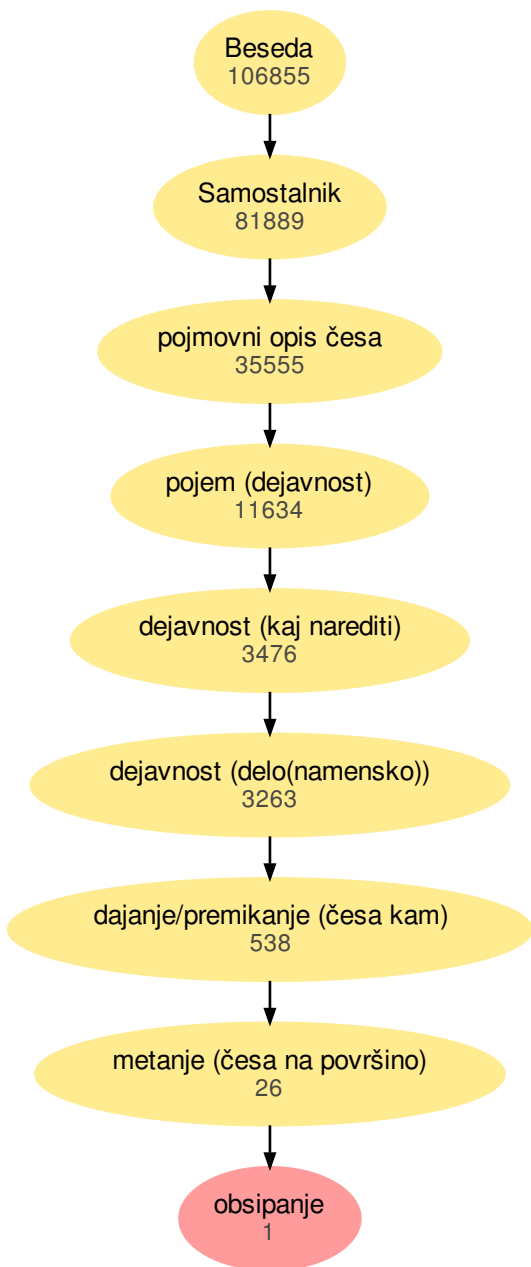 Beseda
106855
Samostalnik
81889
pojmovni opis česa
35555
pojem (dejavnost)
11634
dejavnost (kaj narediti)
3476
dejavnost (delo(namensko))
3263
dajanje/premikanje (česa kam)
538
metanje (česa na površino)
26
obsipanje
1